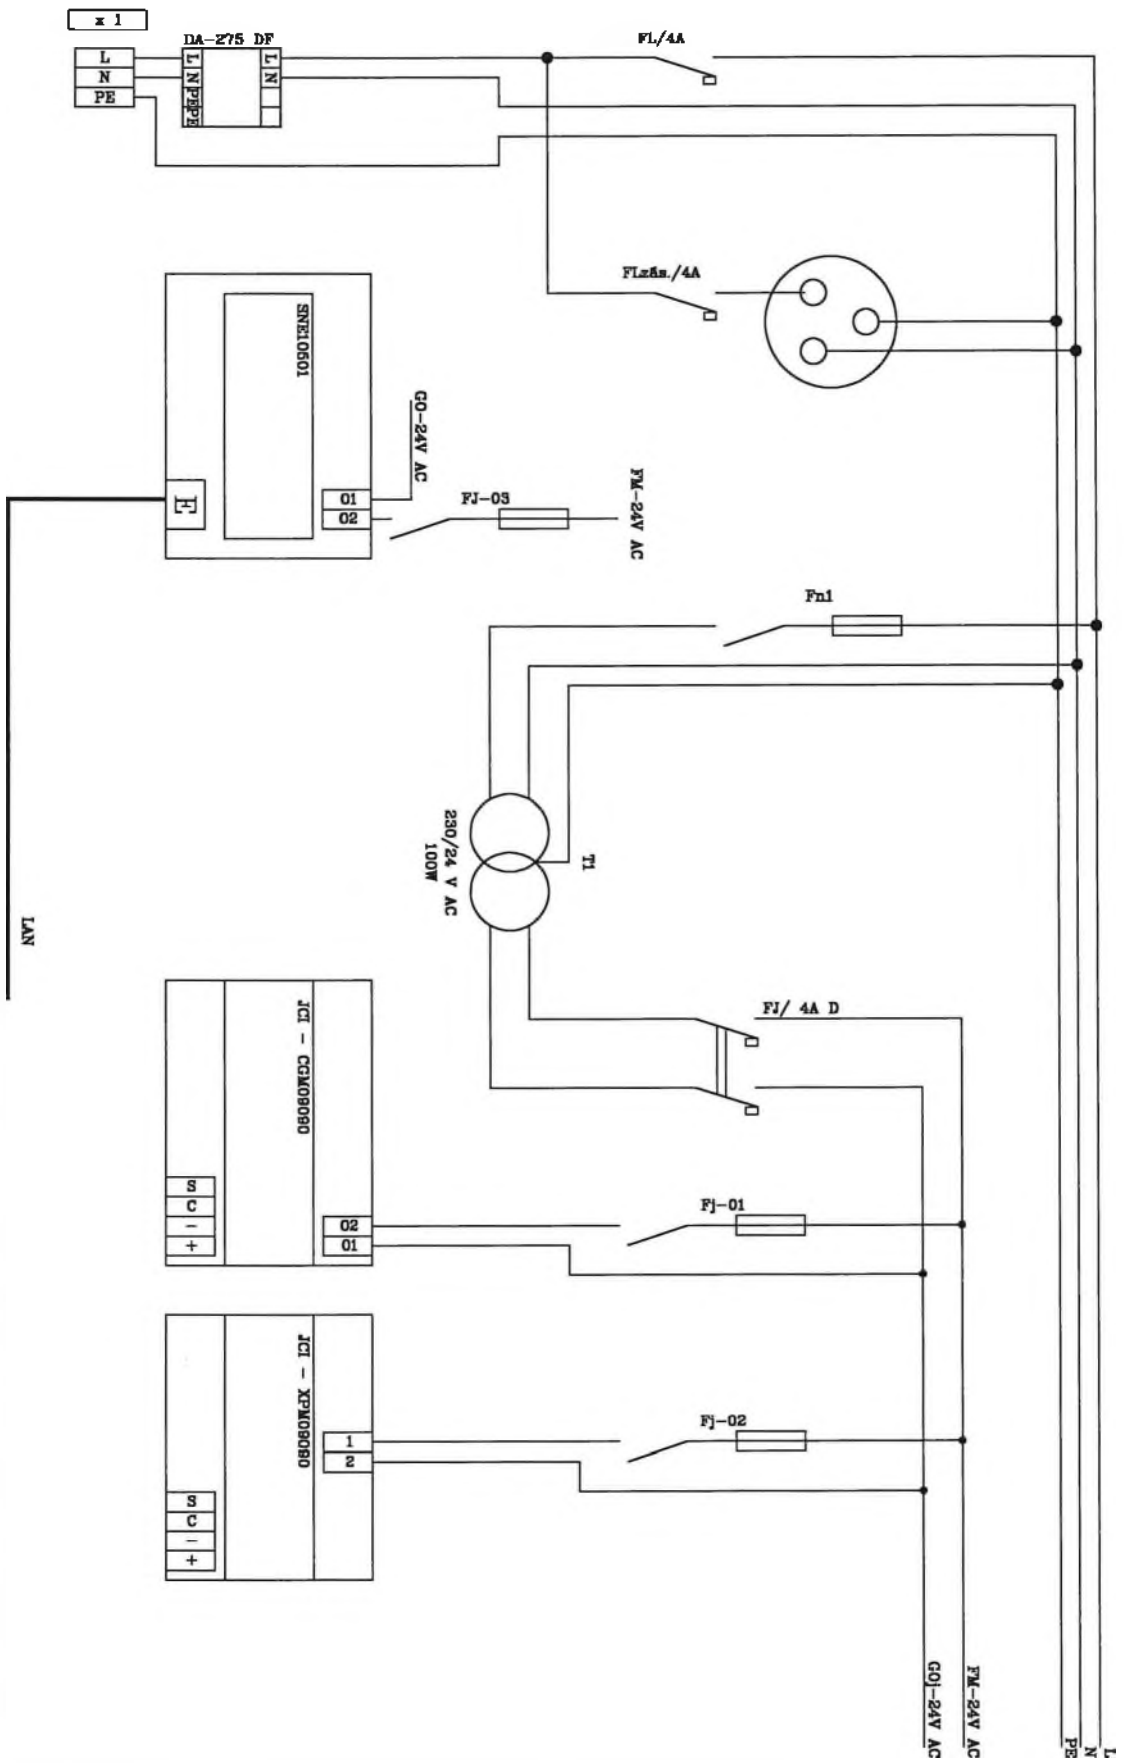 x 1
DA-275 DF
FL/4A
L
N
PE
L
N
PE
PE
L
N
FLzás./4A
SNE10501
G0-24V AC
E
01
02
FJ-03
FM-24V AC
Fn1
230/24 V AC
100W
T1
LAN
FJ/ 4A D
JCI - CGM09090
S
C
-
+
02
01
Fj-01
JCI - XPM09090
1
2
S
C
-
+
Fj-02
G0j-24V AC
FM-24V AC
PE
N
L